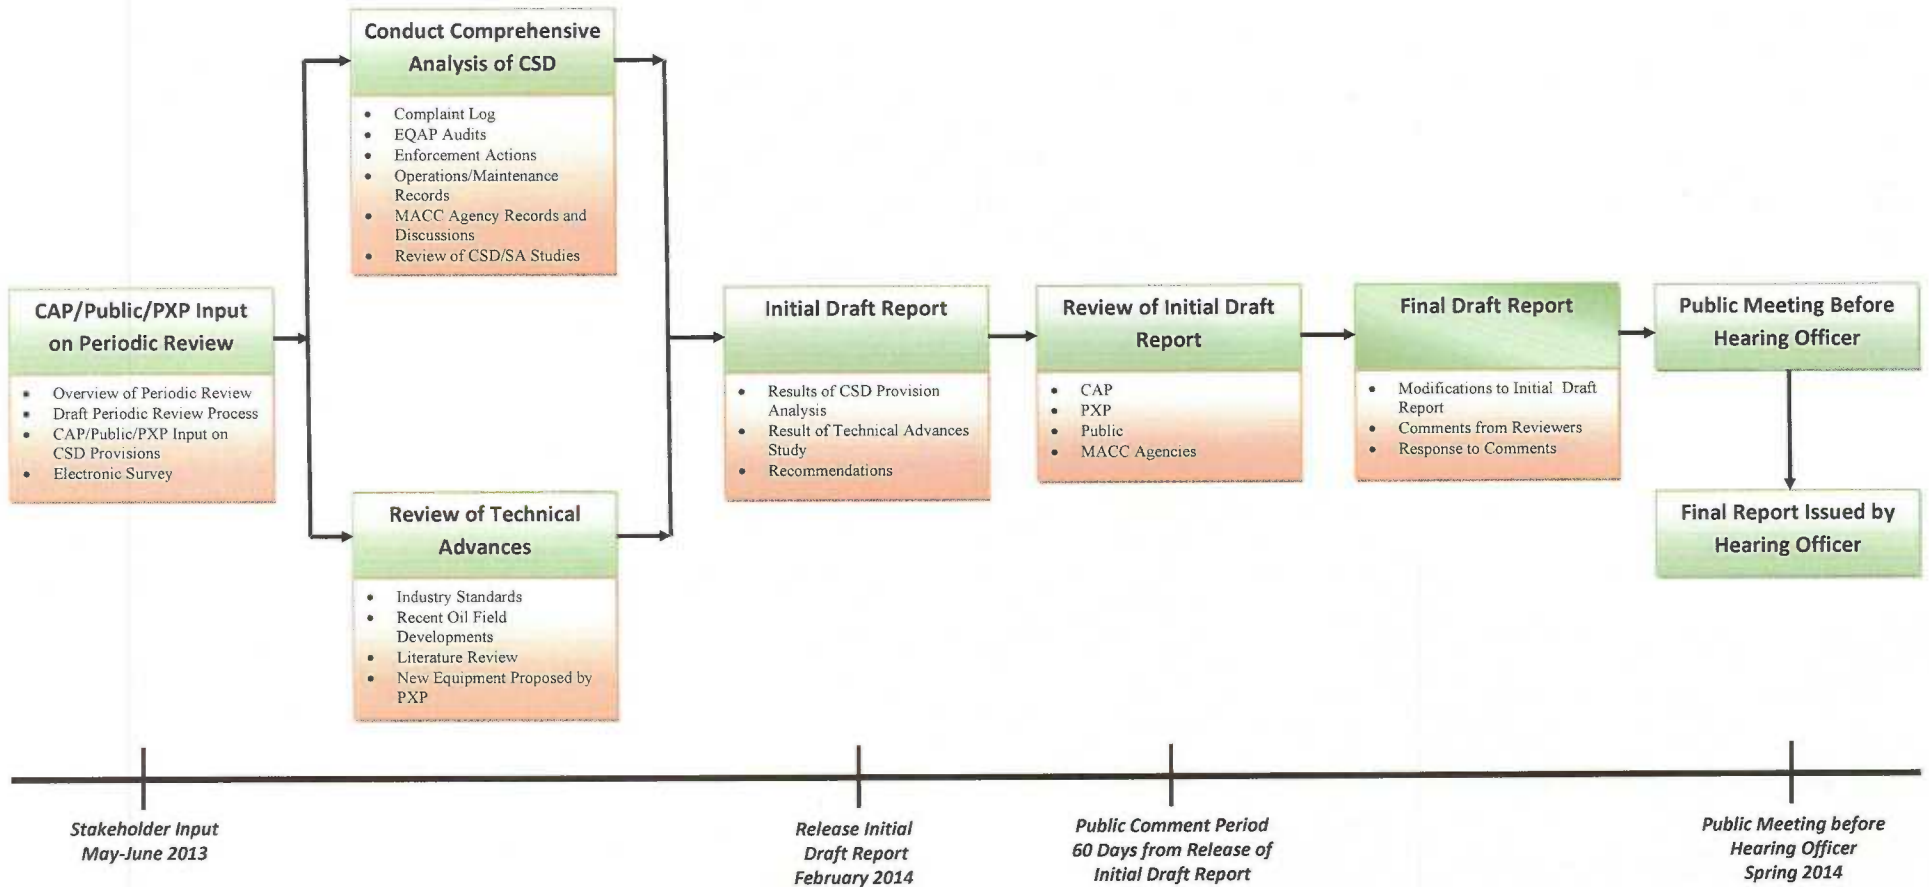 Conduct Comprehensive
Analysis of CSD
• Complaint Log
• EQAP Audits
• Enforcement Actions
• Operations/Maintenance
Records
• MACC Agency Records and
Discussions
• Review of CSD/SA Studies
CAP/Public/PXP Input
on Periodic Review
• Overview of Periodic Review
• Draft Periodic Review Process
• CAP/Public/PXP Input on
CSD Provisions
• Electronic Survey
Review of Technical
Advances
• Industry Standards
• Recent Oil Field
Developments
• Literature Review
• New Equipment Proposed by
PXP
Initial Draft Report
• Results of CSD Provision
Analysis
• Result of Technical Advances
Study
• Recommendations
Review of Initial Draft
Report
• CAP
• PXP
• Public
• MACC Agencies
Final Draft Report
• Modifications to Initial Draft
Report
• Comments from Reviewers
• Response to Comments
Public Meeting Before
Hearing Officer
Final Report Issued by
Hearing Officer
Stakeholder Input
May-June 2013
Release Initial
Draft Report
February 2014
Public Comment Period
60 Days from Release of
Initial Draft Report
Public Meeting before
Hearing Officer
Spring 2014